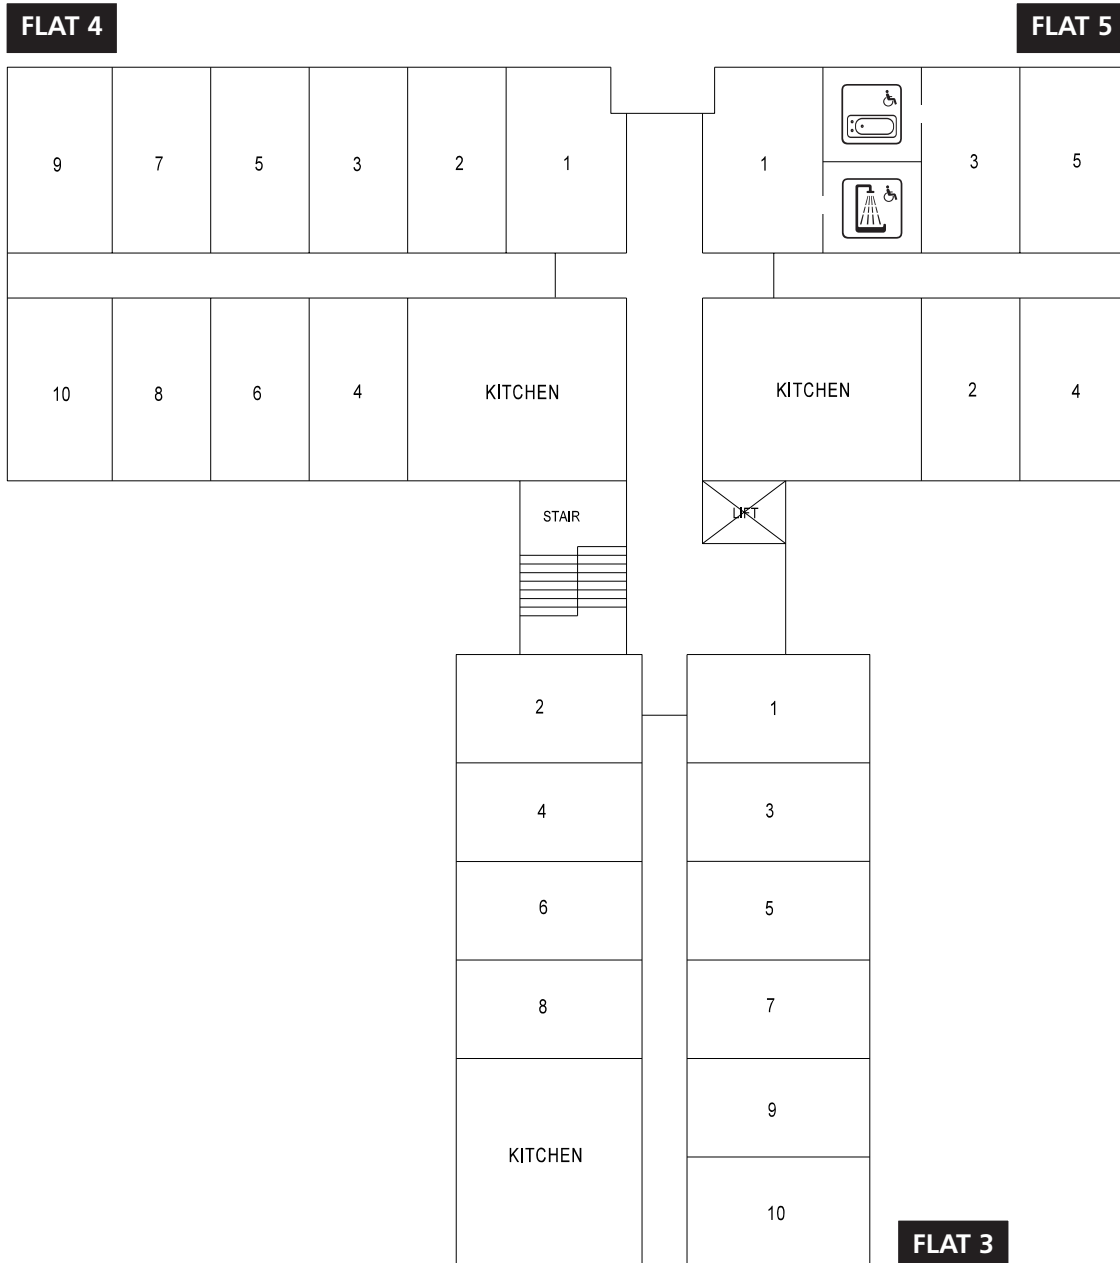 FLAT 4 FLAT 5
9 7 5 3 2 1 1 3 5
10 8 6 4 KITCHEN KITCHEN 2 4
STAIR LIFT
2 1
4 3
6 5
8 7
9
KITCHEN
10
FLAT 3